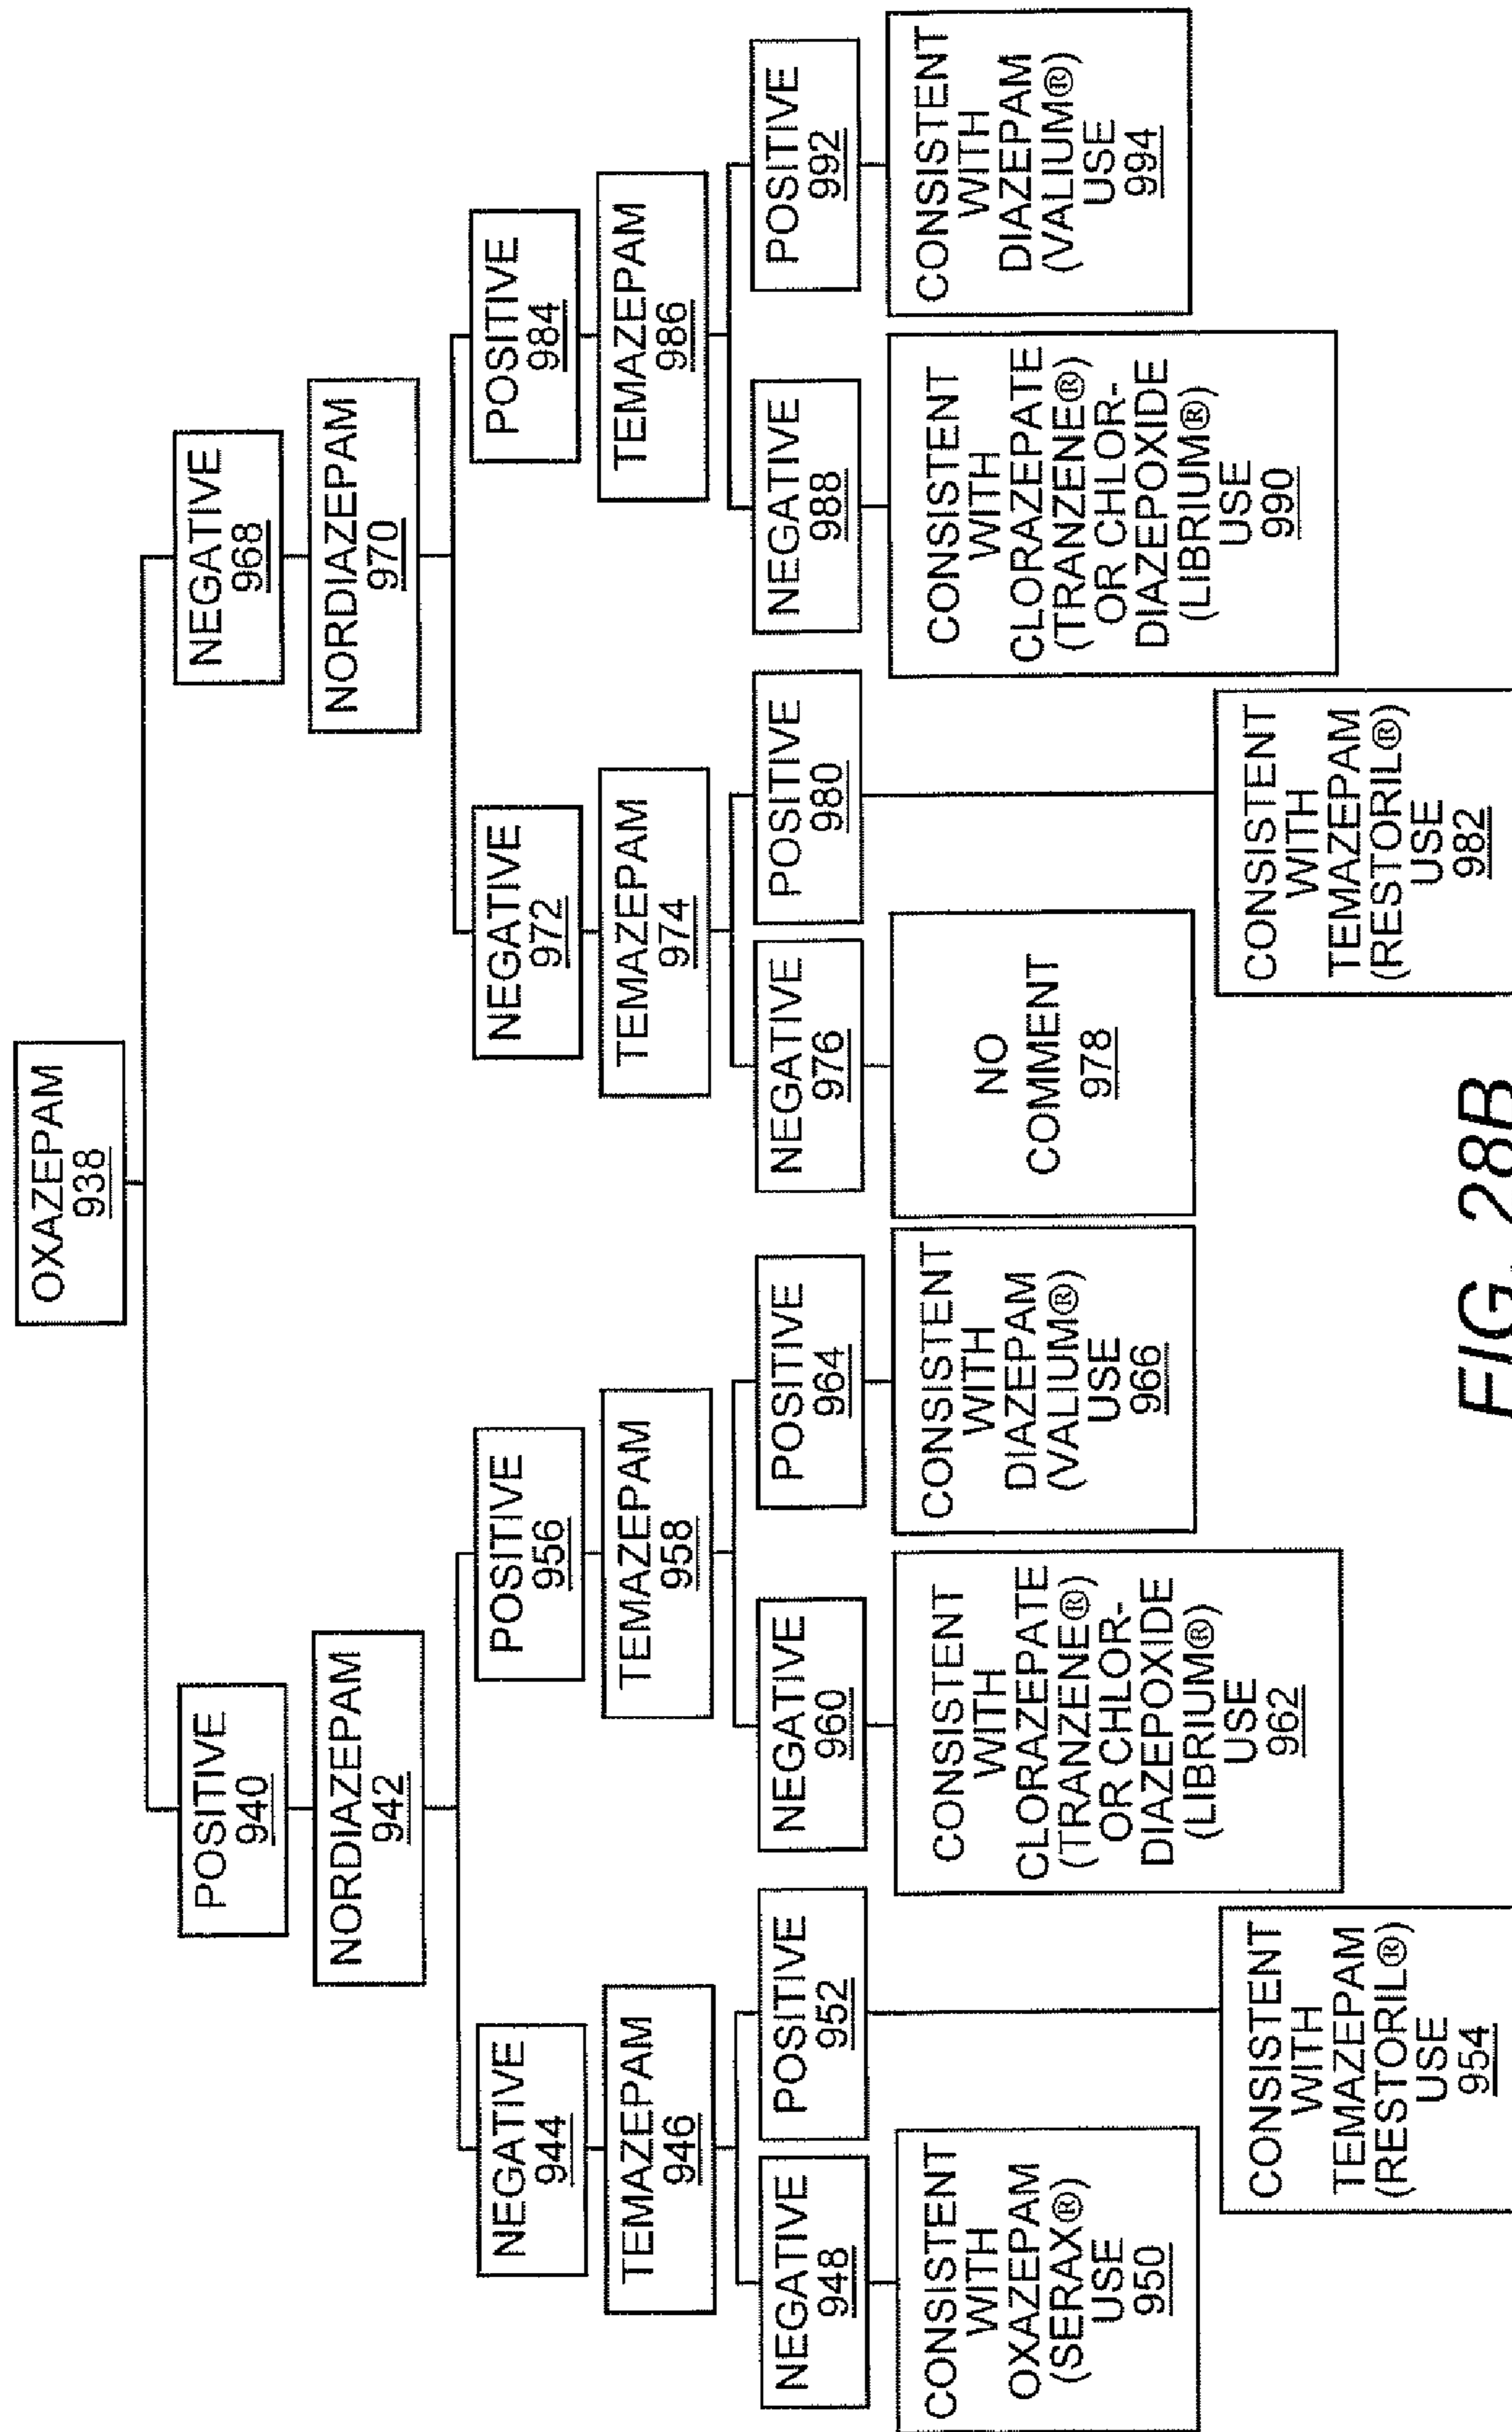 OXAZEPAM
938
POSITIVE
940
NEGATIVE
968
NORDIAZEPAM
942
NORDIAZEPAM
970
NEGATIVE
944
POSITIVE
956
NEGATIVE
972
POSITIVE
984
TEMAZEPAM
946
TEMAZEPAM
958
TEMAZEPAM
974
TEMAZEPAM
986
NEGATIVE
948
POSITIVE
952
NEGATIVE
960
POSITIVE
964
NEGATIVE
976
POSITIVE
980
NEGATIVE
988
POSITIVE
992
CONSISTENT
WITH
OXAZEPAM
(SERAX®)
USE
950
CONSISTENT
WITH
TEMAZEPAM
(RESTORIL®)
USE
954
CONSISTENT
WITH
CLORAZEPATE
(TRANZENE®)
OR CHLOR-
DIAZEPOXIDE
(LIBRIUM®)
USE
962
CONSISTENT
WITH
DIAZEPAM
(VALIUM®)
USE
966
NO
COMMENT
978
CONSISTENT
WITH
TEMAZEPAM
(RESTORIL®)
USE
982
CONSISTENT
WITH
CLORAZEPATE
(TRANZENE®)
OR CHLOR-
DIAZEPOXIDE
(LIBRIUM®)
USE
990
CONSISTENT
WITH
DIAZEPAM
(VALIUM®)
USE
994
FIG. 28B